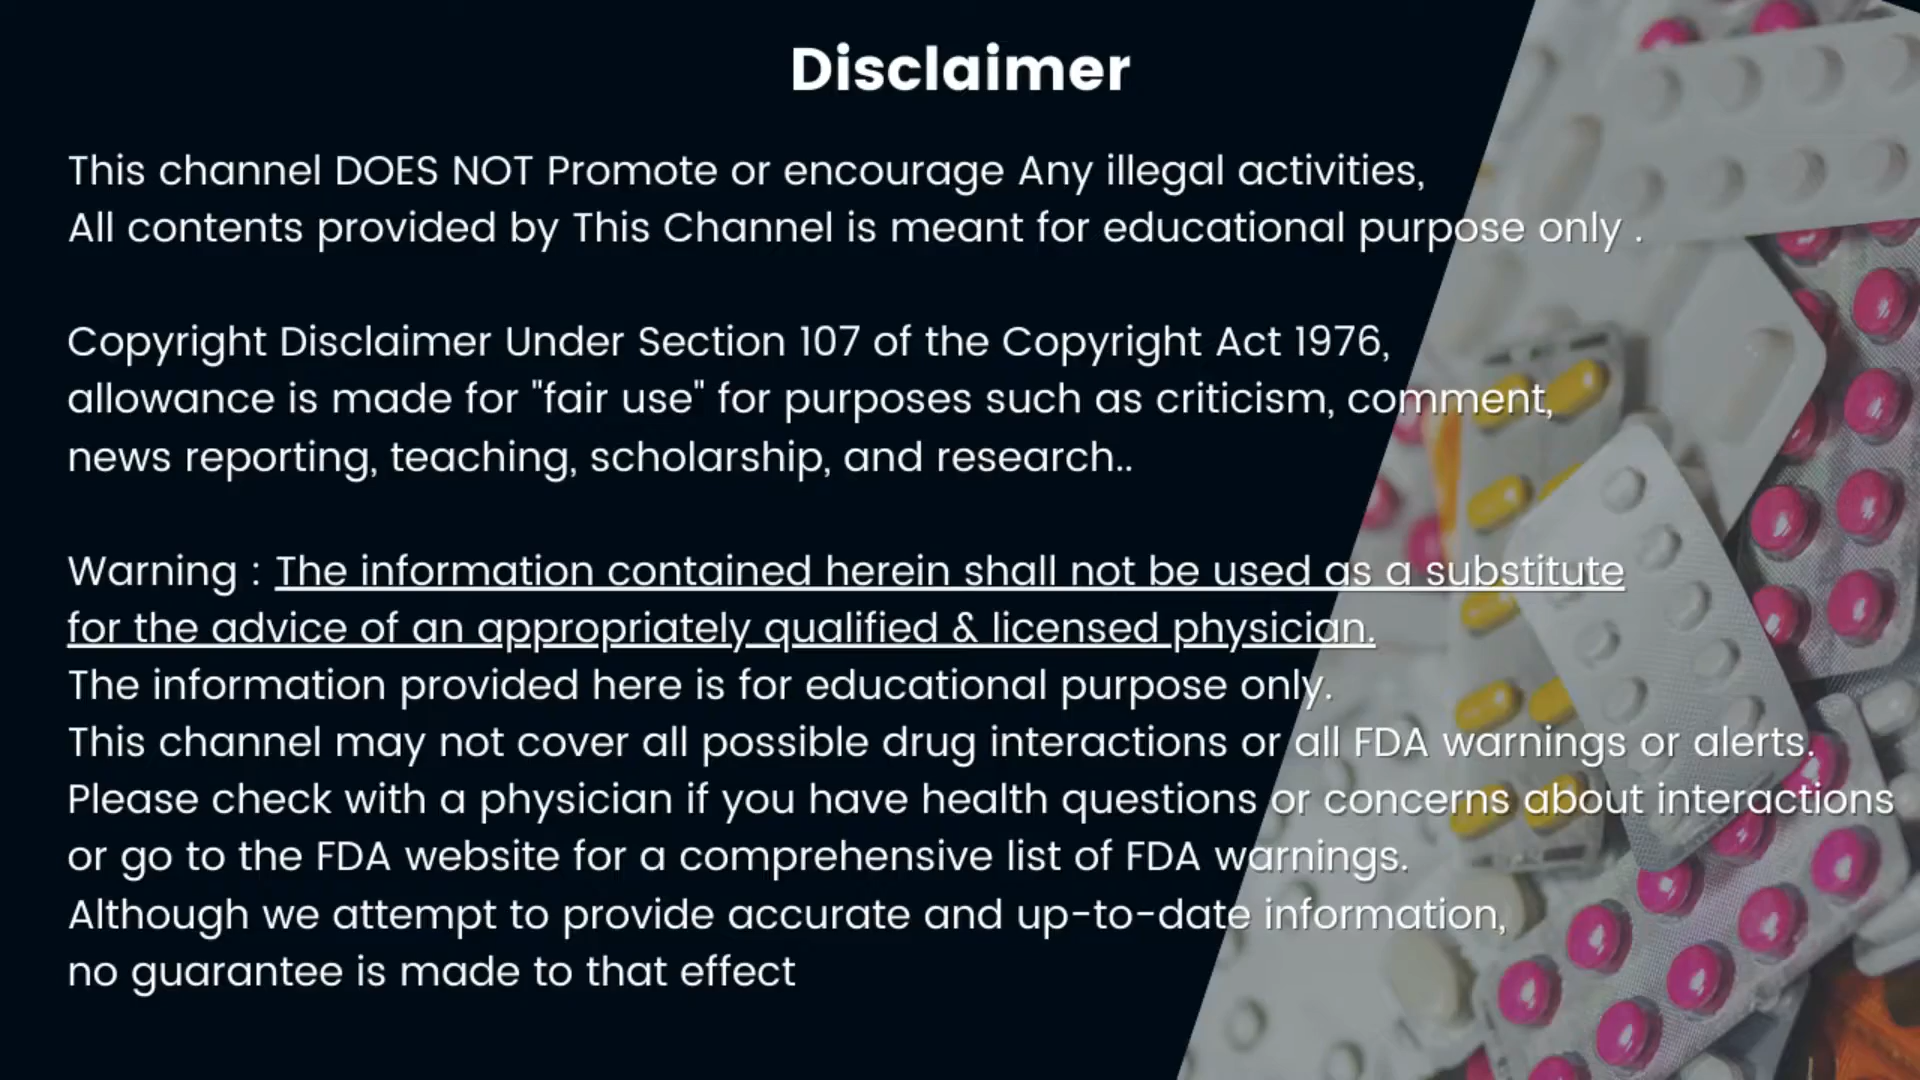 Disclaimer
This channel DOES NOT Promote or encourage Any illegal activities,
All contents provided by This Channel is meant for educational purpose only .
Copyright Disclaimer Under Section 107 of the Copyright Act 1976,
allowance is made for "fair use" for purposes such as criticism, comment,
news reporting, teaching, scholarship, and research..
Warning : The information contained herein shall not be used as a substitute
for the advice of an appropriately qualified & licensed physician.
The information provided here is for educational purpose only.
This channel may not cover all possible drug interactions or all FDA warnings or alerts.
Please check with a physician if you have health questions or concerns about interactions
or go to the FDA website for a comprehensive list of FDA warnings.
Although we attempt to provide accurate and up-to-date information,
no guarantee is made to that effect